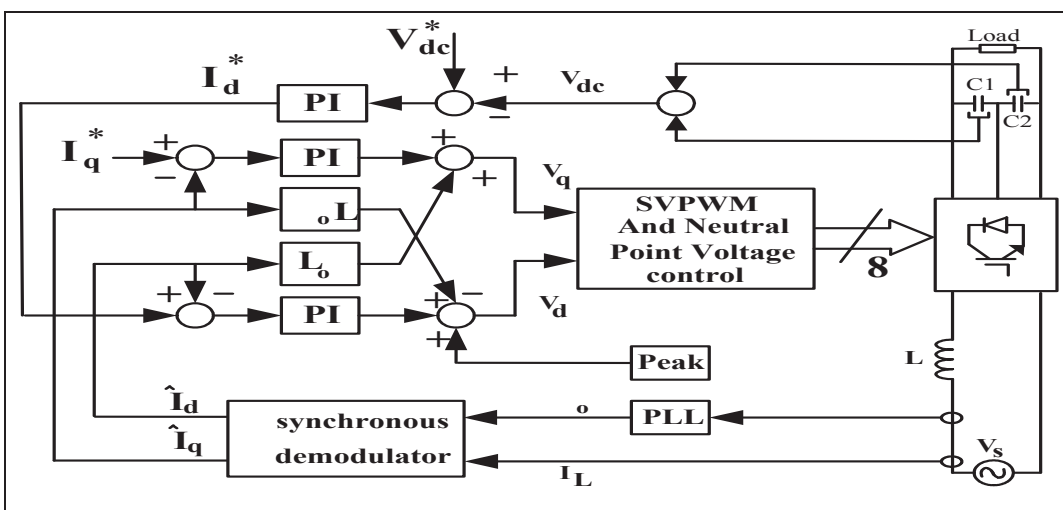 Load
V*dc
I*d
+
Vdc
C1
PI
−
C2
I*q
+
PI
+
+
−
Vq
SVPWM
And Neutral
Point Voltage
control
oL
8
Lo
+
−
+
−
Vd
PI
+
L
Peak
Îd
o
PLL
synchronous
demodulator
Îq
Vs
IL